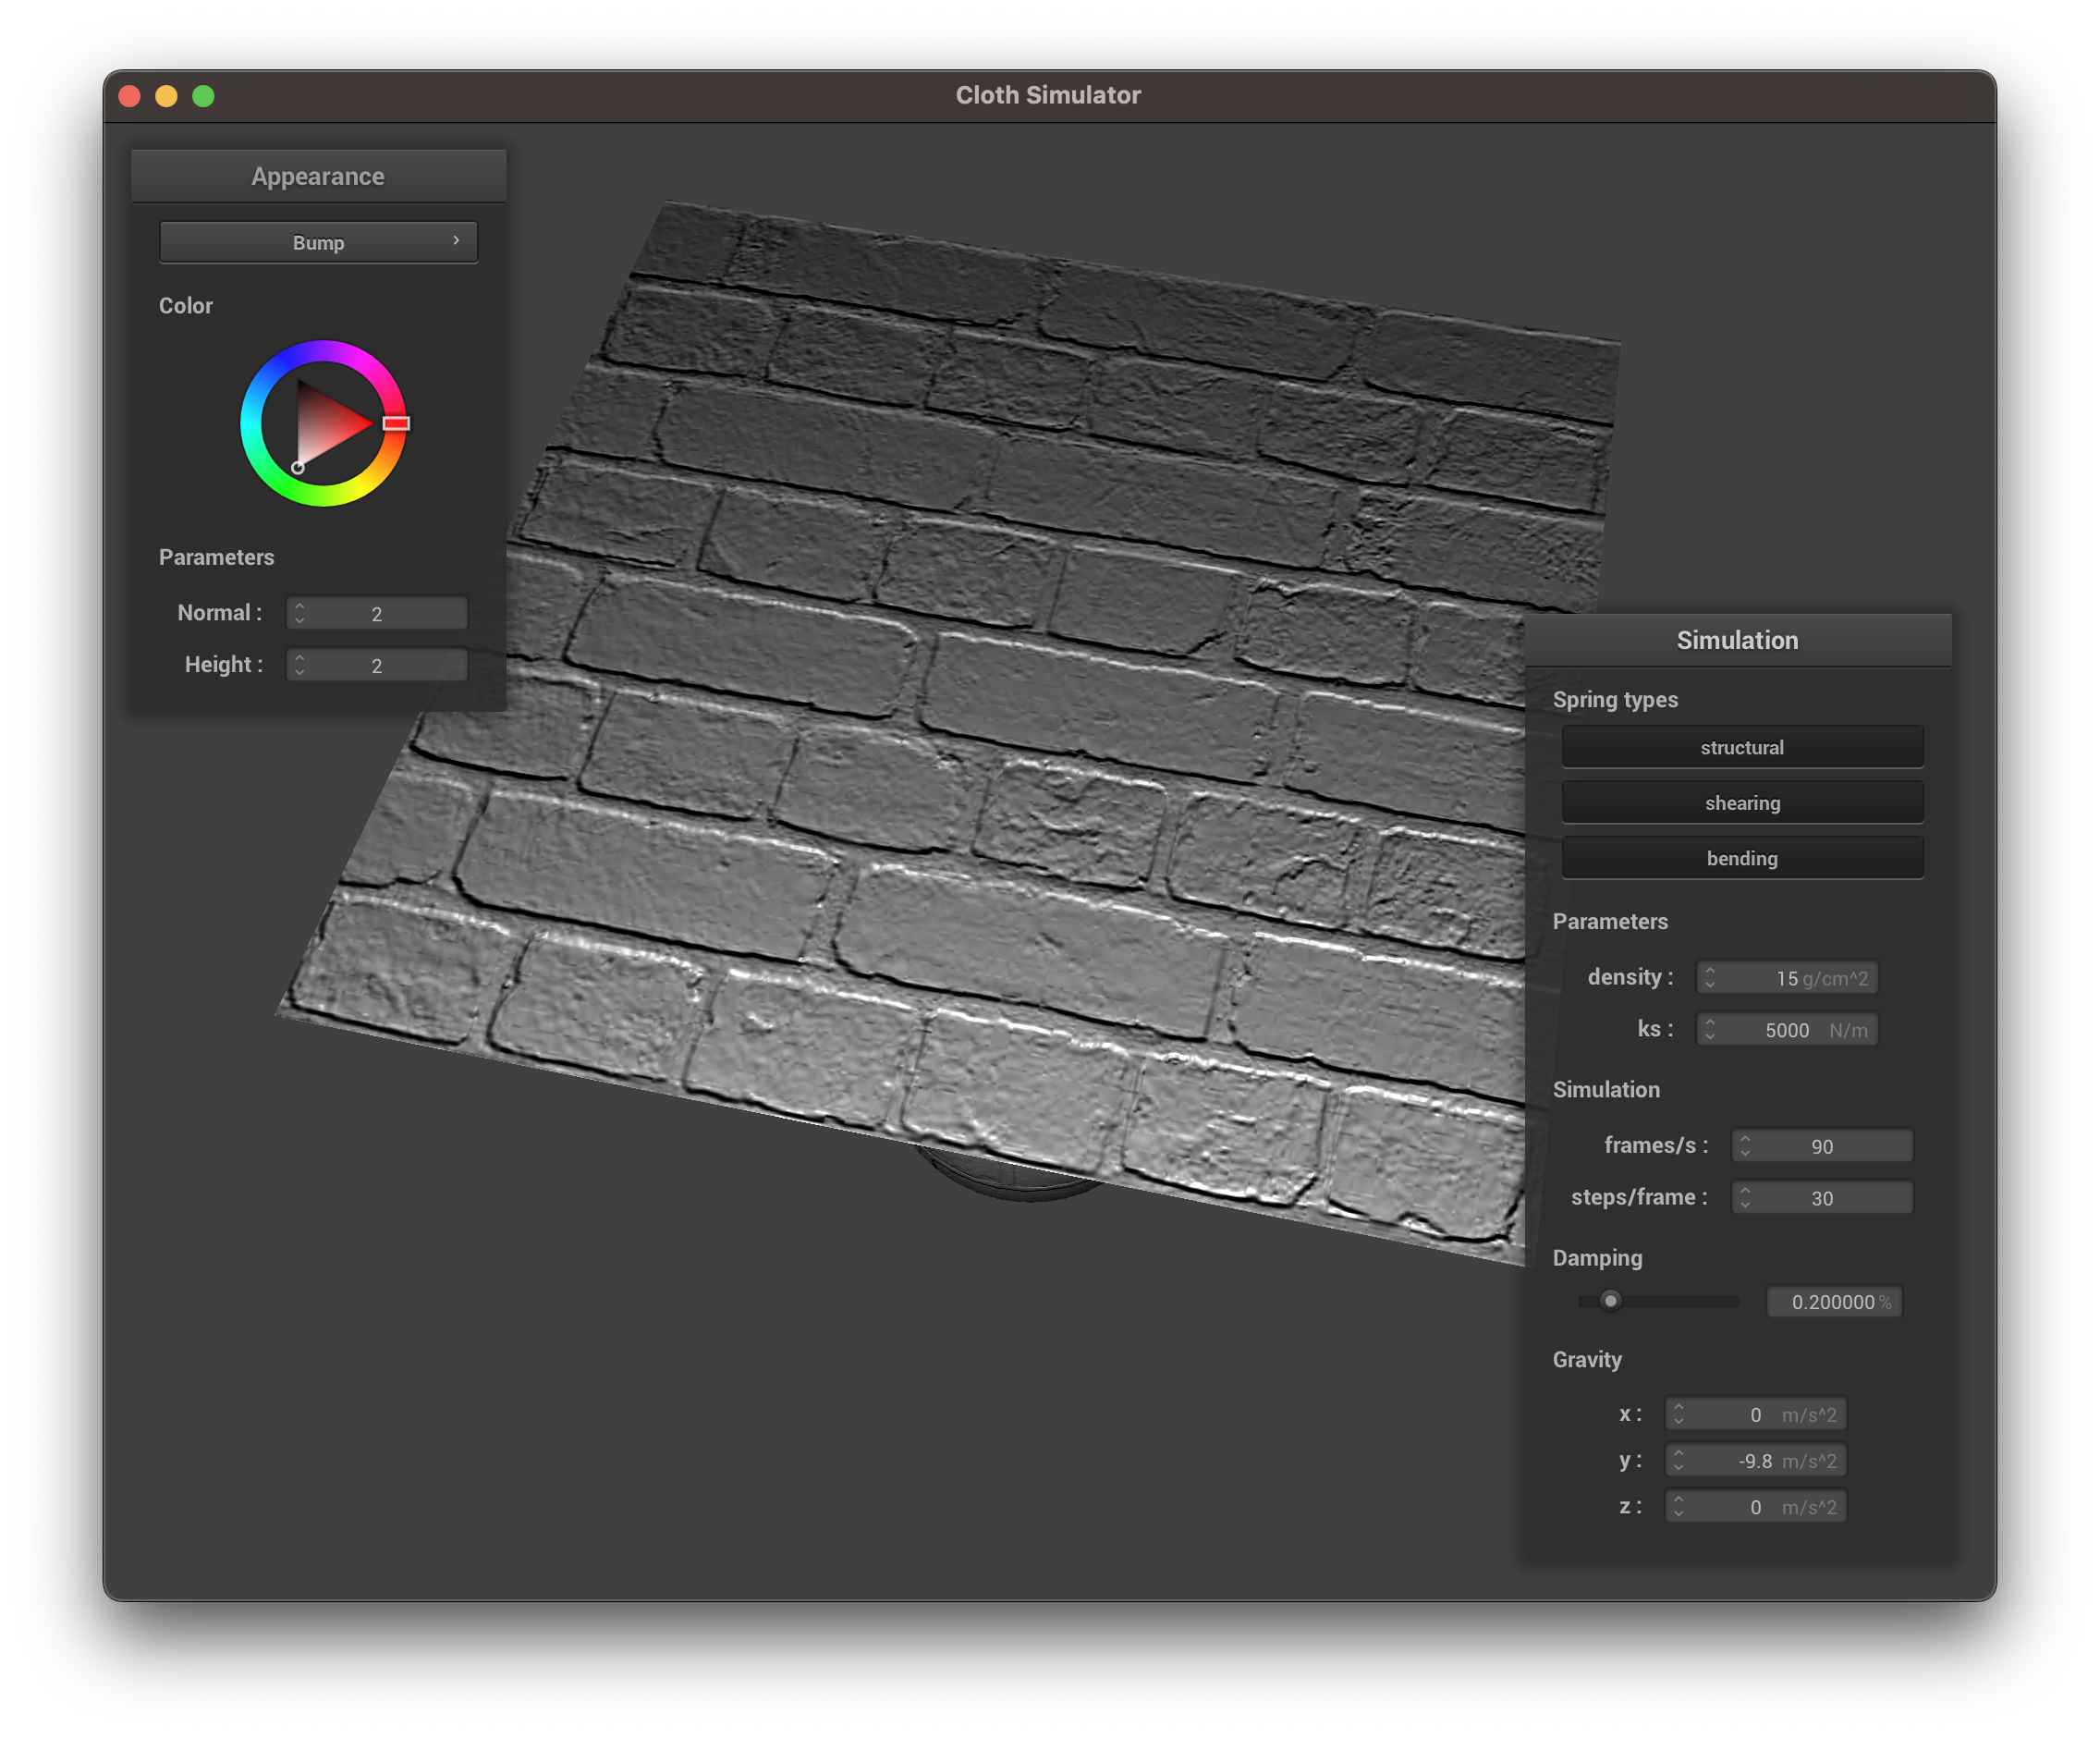 Cloth Simulator
Appearance
Bump
Color
Parameters
Normal : 2
Height : 2
Simulation
Spring types
structural
shearing
bending
Parameters
density : 15 g/cm^2
ks : 5000 N/m
Simulation
frames/s : 90
steps/frame : 30
Damping
0.200000 %
Gravity
x : 0 m/s^2
y : -9.8 m/s^2
z : 0 m/s^2